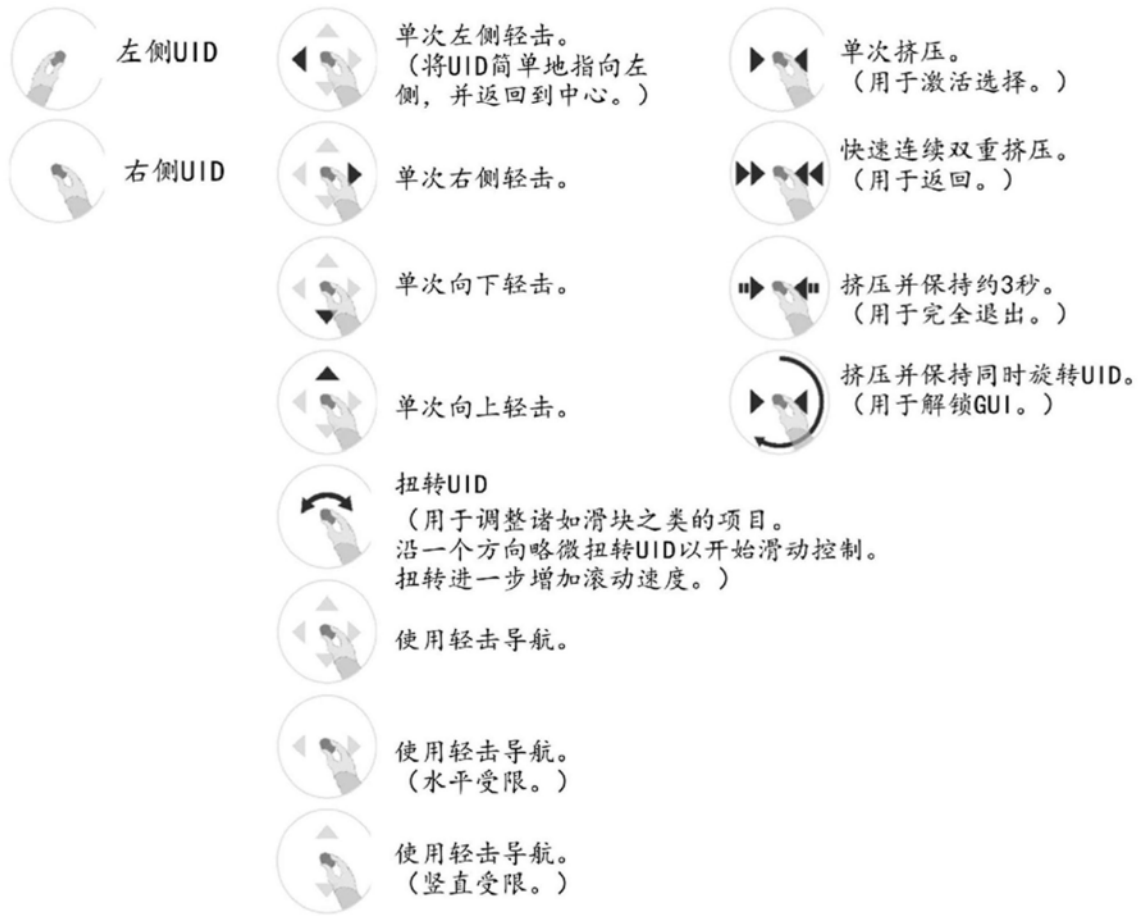 左侧UID
右侧UID
单次左侧轻击。
（将UID简单地指向左
侧，并返回到中心。）
单次右侧轻击。
单次向下轻击。
单次向上轻击。
扭转UID
（用于调整诸如滑块之类的项目。
沿一个方向略微扭转UID以开始滑动控制。
扭转进一步增加滚动速度。）
使用轻击导航。
使用轻击导航。
（水平受限。）
使用轻击导航。
（竖直受限。）
单次挤压。
（用于激活选择。）
快速连续双重挤压。
（用于返回。）
挤压并保持约3秒。
（用于完全退出。）
挤压并保持同时旋转UID。
（用于解锁GUI。）